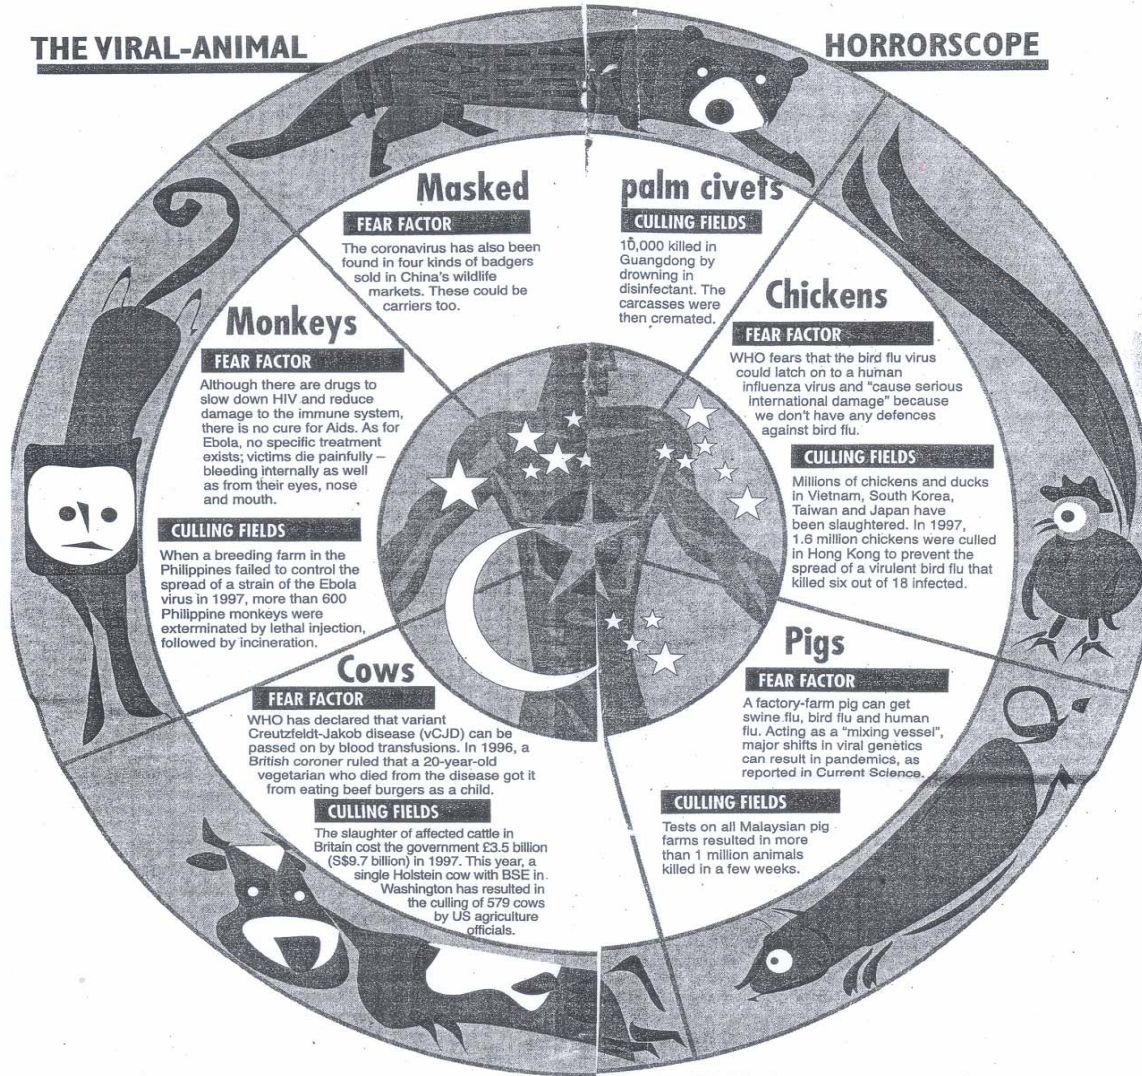 THE VIRAL-ANIMAL
HORRORSCOPE
Masked palm civets
FEAR FACTOR
The coronavirus has also been
found in four kinds of badgers
sold in China's wildlife
markets. These could be
carriers too.
CULLING FIELDS
10,000 killed in
Guangdong by
drowning in
disinfectant. The
carcasses were
then cremated.
Chickens
FEAR FACTOR
WHO fears that the bird flu virus
could latch on to a human
influenza virus and "cause serious
international damage" because
we don't have any defences
against bird flu.
CULLING FIELDS
Millions of chickens and ducks
in Vietnam, South Korea,
Taiwan and Japan have
been slaughtered. In 1997,
1.6 million chickens were culled
in Hong Kong to prevent the
spread of a virulent bird flu that
killed six out of 18 infected.
Pigs
FEAR FACTOR
A factory-farm pig can get
swine flu, bird flu and human
flu. Acting as a "mixing vessel",
major shifts in viral genetics
can result in pandemics, as
reported in Current Science.
CULLING FIELDS
Tests on all Malaysian pig
farms resulted in more
than 1 million animals
killed in a few weeks.
Cows
FEAR FACTOR
WHO has declared that variant
Creutzfeldt-Jakob disease (vCJD) can be
passed on by blood transfusions. In 1996, a
British coroner ruled that a 20-year-old
vegetarian who died from the disease got it
from eating beef burgers as a child.
CULLING FIELDS
The slaughter of affected cattle in
Britain cost the government £3.5 billion
(S$9.7 billion) in 1997. This year, a
single Holstein cow with BSE in
Washington has resulted in
the culling of 579 cows
by US agriculture
officials.
Monkeys
FEAR FACTOR
Although there are drugs to
slow down HIV and reduce
damage to the immune system,
there is no cure for Aids. As for
Ebola, no specific treatment
exists; victims die painfully –
bleeding internally as well
as from their eyes, nose
and mouth.
CULLING FIELDS
When a breeding farm in the
Philippines failed to control the
spread of a strain of the Ebola
virus in 1997, more than 600
Philippine monkeys were
exterminated by lethal injection,
followed by incineration.